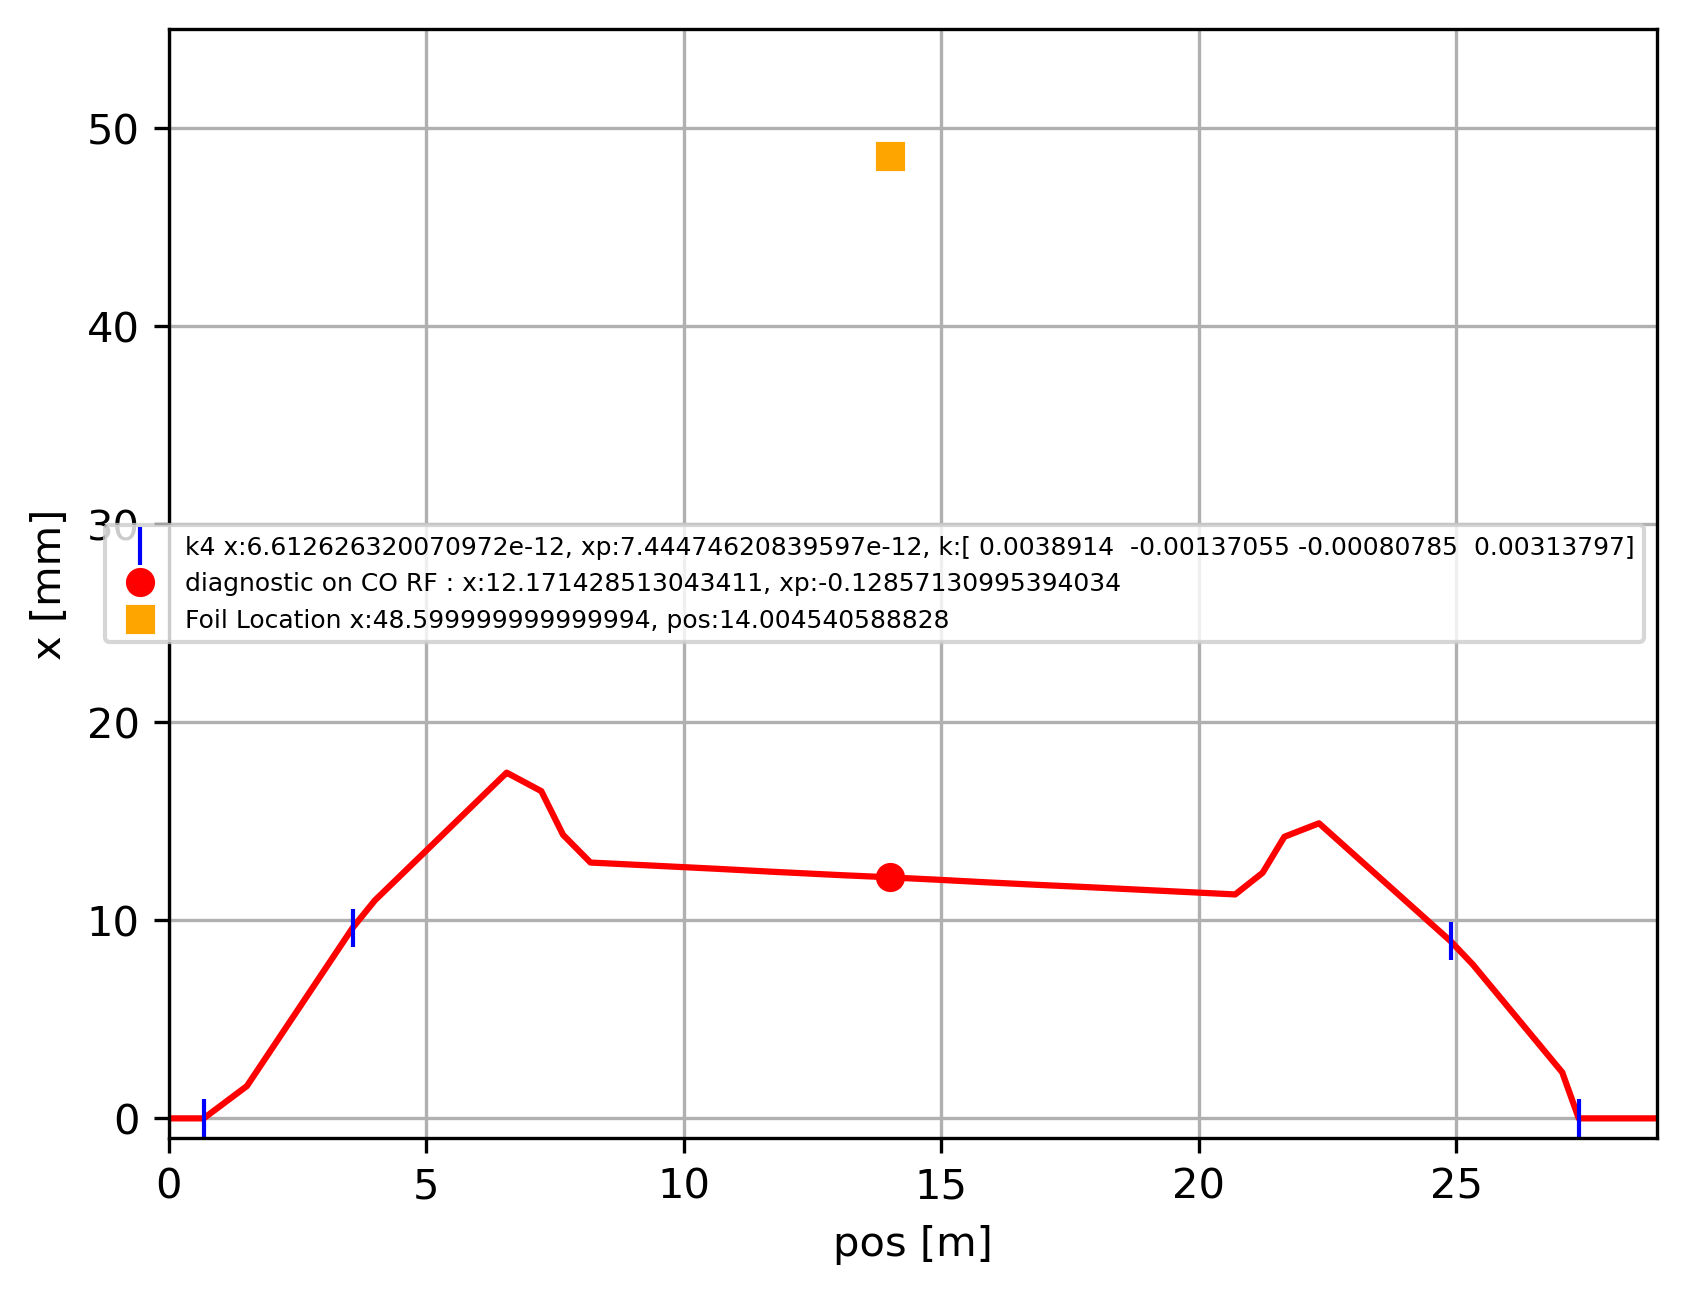 50
40
30
k4 x:6.612626320070972e-12, xp:7.44474620839597e-12, k:[ 0.0038914  -0.00137055 -0.00080785  0.00313797]
diagnostic on CO RF : x:12.171428513043411, xp:-0.12857130995394034
Foil Location x:48.599999999999994, pos:14.004540588828
x [mm]
20
10
0
0 5 10 15 20 25
pos [m]